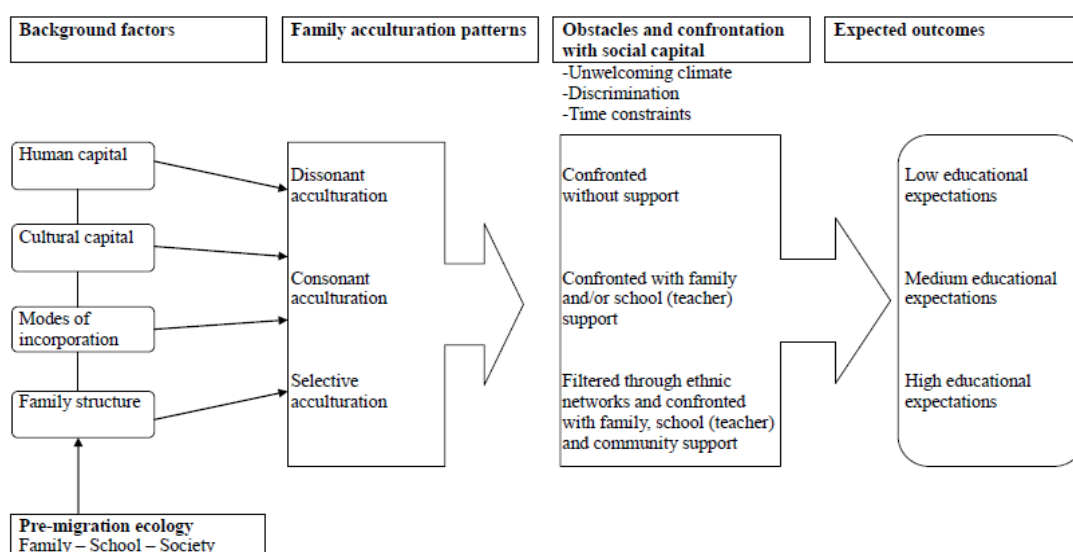 Background factors
Family acculturation patterns
Obstacles and confrontation
with social capital
-Unwelcoming climate
-Discrimination
-Time constraints
Expected outcomes
Human capital
Cultural capital
Modes of
incorporation
Family structure
Pre-migration ecology
Family – School – Society
Dissonant
acculturation
Consonant
acculturation
Selective
acculturation
Confronted
without support
Confronted with family
and/or school (teacher)
support
Filtered through ethnic
networks and confronted
with family, school (teacher)
and community support
Low educational
expectations
Medium educational
expectations
High educational
expectations